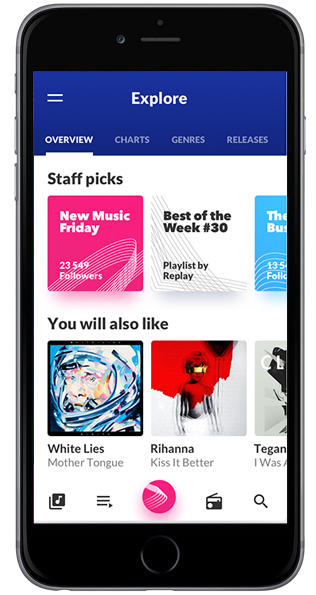 Explore
OVERVIEW CHARTS GENRES RELEASES
Staff picks
New Music
Friday
23 549
Followers
Best of the
Week #30
Playlist by
Replay
The
Bus
13 5
You will also like
White Lies
Mother Tongue
Rihanna
Kiss It Better
Tegan
I Was A